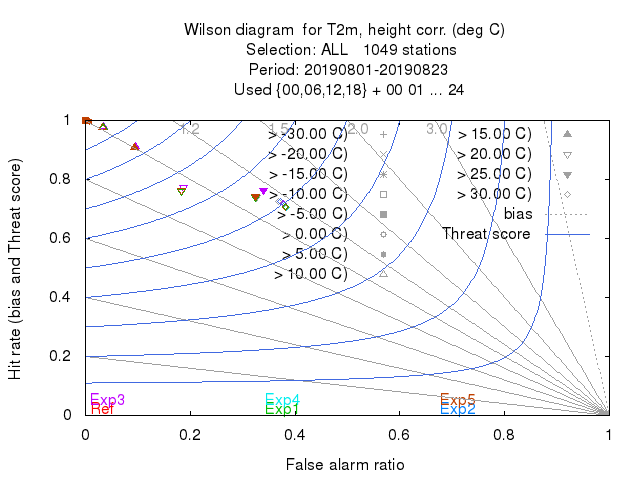 Wilson diagram  for T2m, height corr. (deg C)
Selection: ALL   1049 stations
Period: 20190801-20190823
Used {00,06,12,18} + 00 01 ... 24
Hit rate (bias and Threat score)
1
0.8
0.6
0.4
0.2
0
1.2
1.5
2.0
3.0
> -30.00 C)
> -20.00 C)
> -15.00 C)
> -10.00 C)
> -5.00 C)
> 0.00 C)
> 5.00 C)
> 10.00 C)
> 15.00 C)
> 20.00 C)
> 25.00 C)
> 30.00 C)
bias
Threat score
Exp3 Exp4 Exp5
Ref Exp1 Exp2
0 0.2 0.4 0.6 0.8 1
False alarm ratio